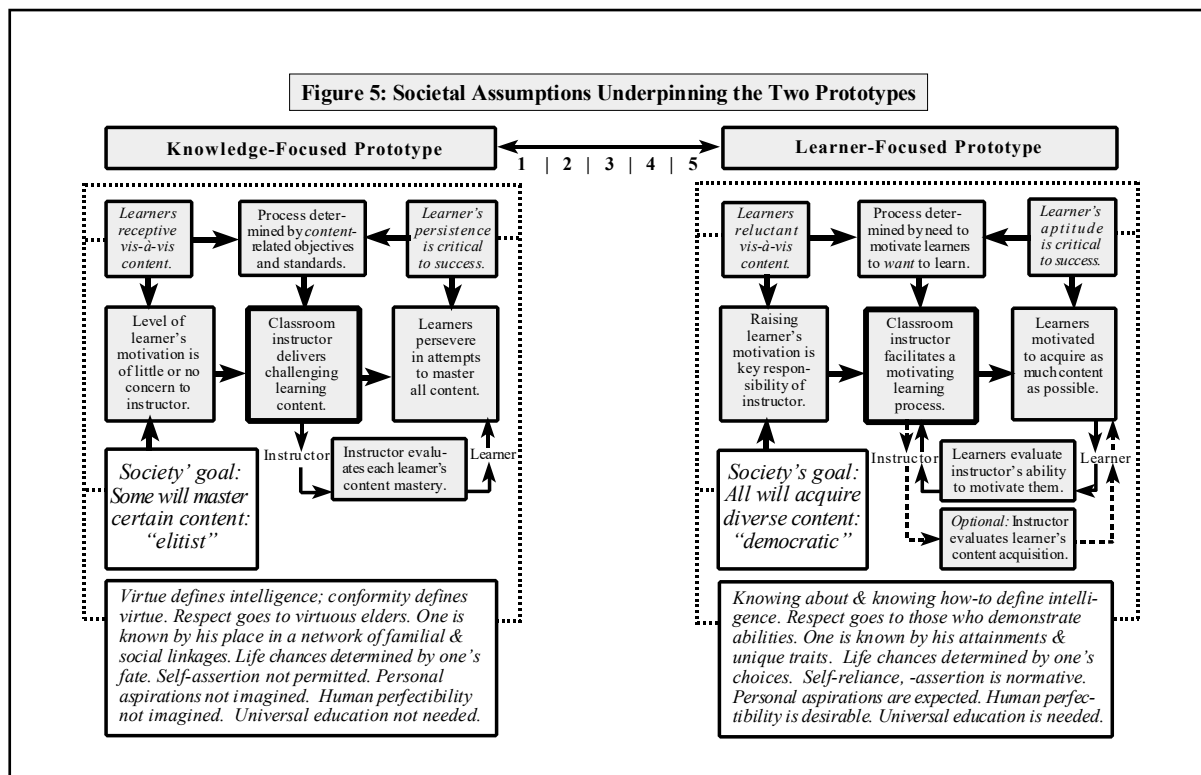 Figure 5: Societal Assumptions Underpinning the Two Prototypes
Knowledge-Focused Prototype
1 | 2 | 3 | 4 | 5
Learner-Focused Prototype
Learners
receptive
vis-à-vis
content.
Process deter-
mined by content-
related objectives
and standards.
Learner's
persistence
is critical
to success.
Level of
learner's
motivation is
of little or no
concern to
instructor.
Classroom
instructor
delivers
challenging
learning
content.
Learners
persevere
in attempts
to master
all content.
Society' goal:
Some will master
certain content:
“elitist”
Instructor
Instructor evalu-
ates each learner's
content mastery.
Learner
Virtue defines intelligence; conformity defines
virtue. Respect goes to virtuous elders. One is
known by his place in a network of familial &
social linkages. Life chances determined by one's
fate. Self-assertion not permitted. Personal
aspirations not imagined. Human perfectibility
not imagined. Universal education not needed.
Learners
reluctant
vis-à-vis
content.
Process deter-
mined by need to
motivate learners
to want to learn.
Learner's
aptitude
is critical
to success.
Raising
learner's
motivation is
key respon-
sibility of
instructor.
Classroom
instructor
facilitates a
motivating
learning
process.
Learners
motivated
to acquire as
much content
as possible.
Society's goal:
All will acquire
diverse content:
“democratic”
Instructor
Learners evaluate
instructor's ability
to motivate them.
Learner
Optional: Instructor
evaluates learner's
content acquisition.
Knowing about & knowing how-to define intelli-
gence. Respect goes to those who demonstrate
abilities. One is known by his attainments &
unique traits. Life chances determined by one's
choices. Self-reliance, -assertion is normative.
Personal aspirations are expected. Human perfec-
tibility is desirable. Universal education is needed.